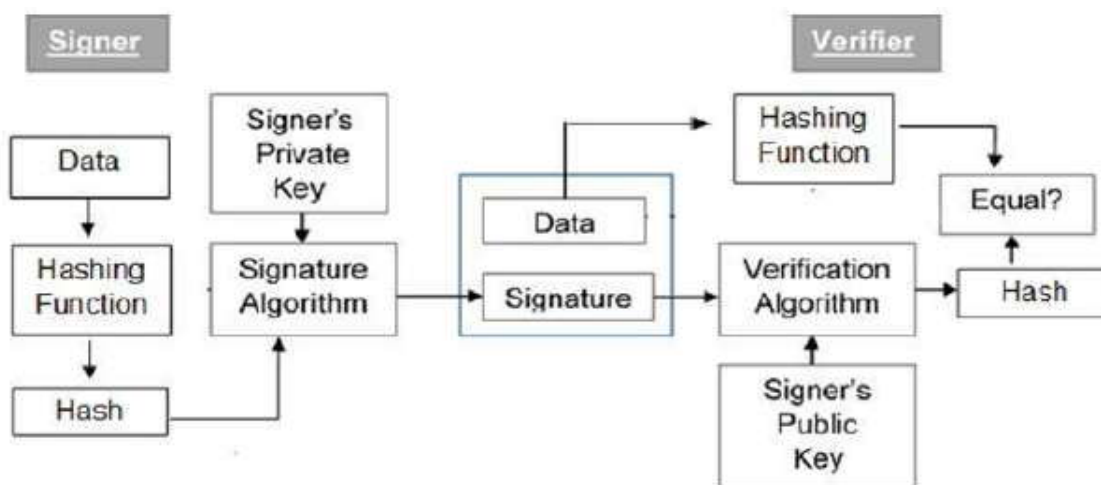 Signer
Verifier
Data
Hashing
Function
Hash
Signer's
Private
Key
Signature
Algorithm
Data
Signature
Hashing
Function
Equal?
Verification
Algorithm
Hash
Signer's
Public
Key